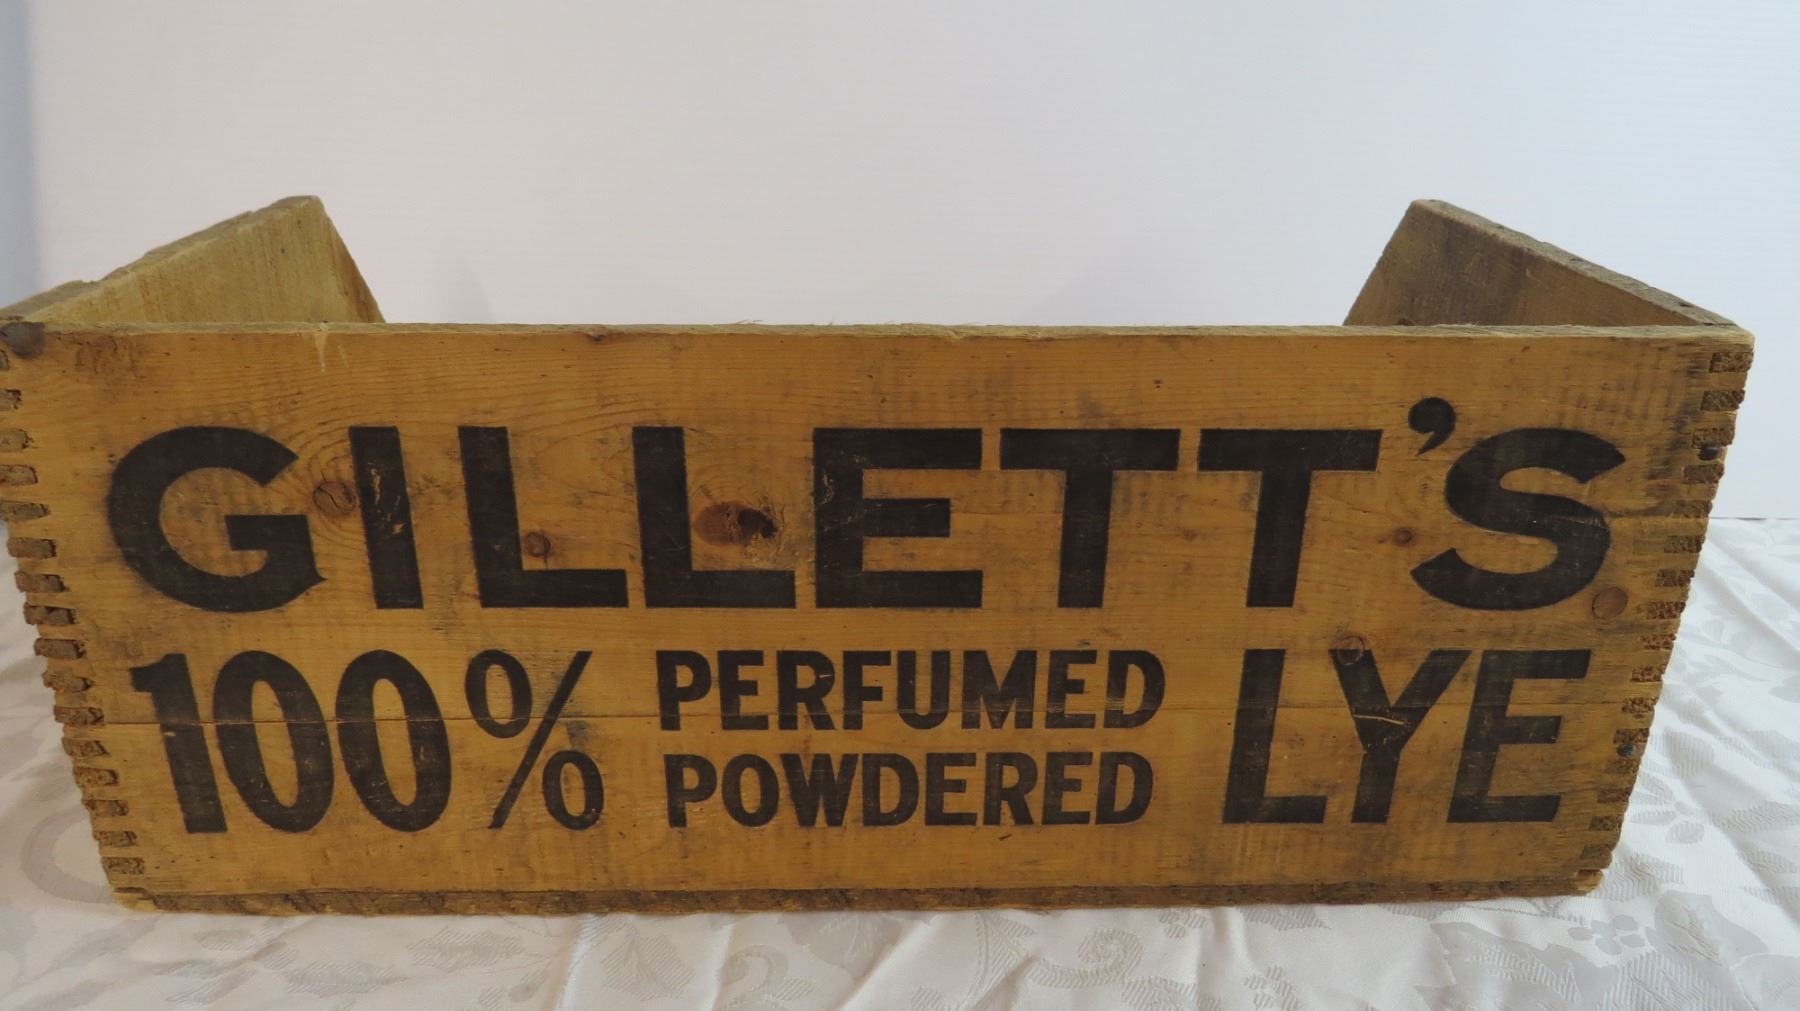 GILLETT'S
100% PERFUMED POWDERED LYE